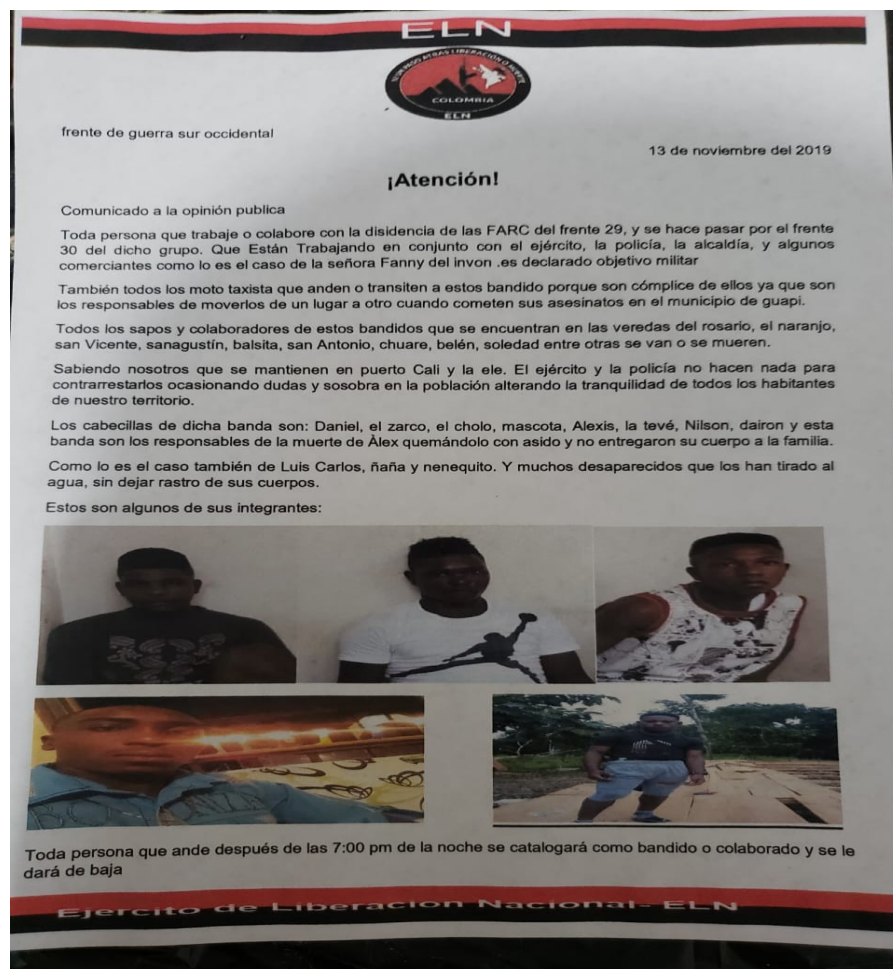 ELN
NI UN PASO ATRAS LIBERACION O MUERTE
COLOMBIA
ELN
frente de guerra sur occidental
13 de noviembre del 2019
¡Atención!
Comunicado a la opinión publica
Toda persona que trabaje o colabore con la disidencia de las FARC del frente 29, y se hace pasar por el frente
30 del dicho grupo. Que Están Trabajando en conjunto con el ejército, la policía, la alcaldía, y algunos
comerciantes como lo es el caso de la señora Fanny del invon .es declarado objetivo militar
También todos los moto taxista que anden o transiten a estos bandido porque son cómplice de ellos ya que son
los responsables de moverlos de un lugar a otro cuando cometen sus asesinatos en el municipio de guapi.
Todos los sapos y colaboradores de estos bandidos que se encuentran en las veredas del rosario, el naranjo,
san Vicente, sanagustín, balsita, san Antonio, chuare, belén, soledad entre otras se van o se mueren.
Sabiendo nosotros que se mantienen en puerto Cali y la ele. El ejército y la policía no hacen nada para
contrarrestarlos ocasionando dudas y sosobra en la población alterando la tranquilidad de todos los habitantes
de nuestro territorio.
Los cabecillas de dicha banda son: Daniel, el zarco, el cholo, mascota, Alexis, la tevé, Nilson, dairon y esta
banda son los responsables de la muerte de Àlex quemándolo con asido y no entregaron su cuerpo a la familia.
Como lo es el caso también de Luis Carlos, ñaña y nenequito. Y muchos desaparecidos que los han tirado al
agua, sin dejar rastro de sus cuerpos.
Estos son algunos de sus integrantes:
Toda persona que ande después de las 7:00 pm de la noche se catalogará como bandido o colaborado y se le
dará de baja
Ejercito de Liberacion Nacional- ELN